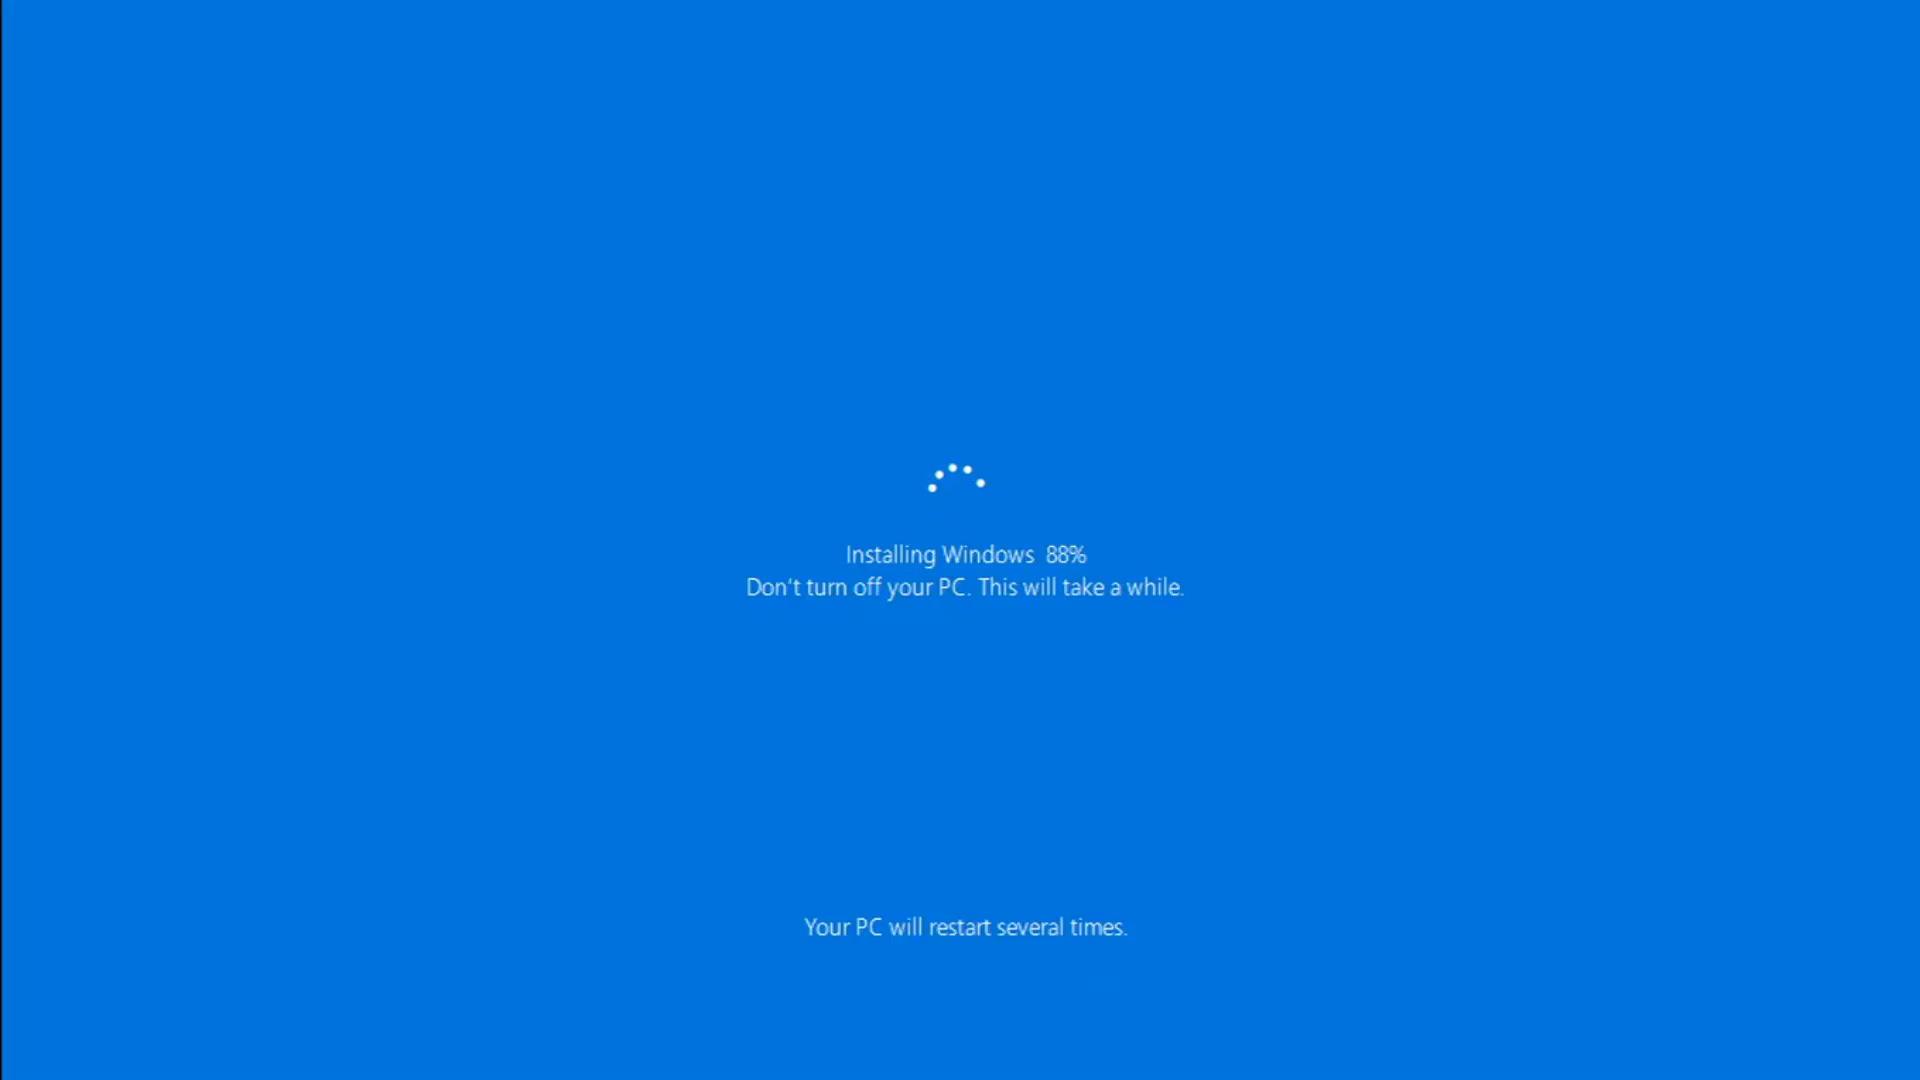 Installing Windows  88%
Don't turn off your PC. This will take a while.
Your PC will restart several times.